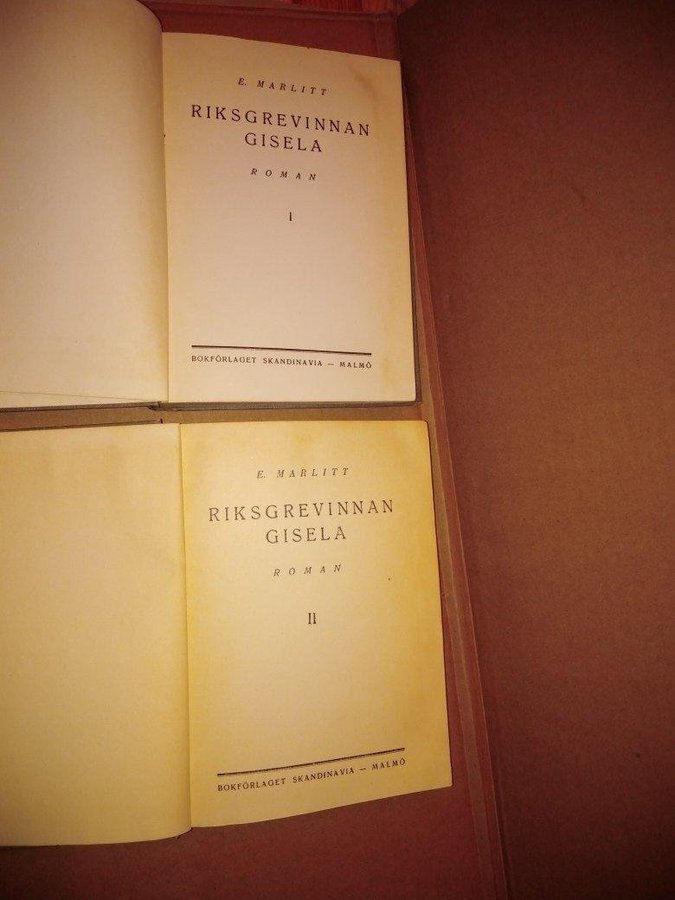 E. MARLITT
RIKSGREVINNAN
GISELA
ROMAN
I
BOKFÖRLAGET SKANDINAVIA — MALMÖ
E. MARLITT
RIKSGREVINNAN
GISELA
ROMAN
II
BOKFÖRLAGET SKANDINAVIA — MALMÖ